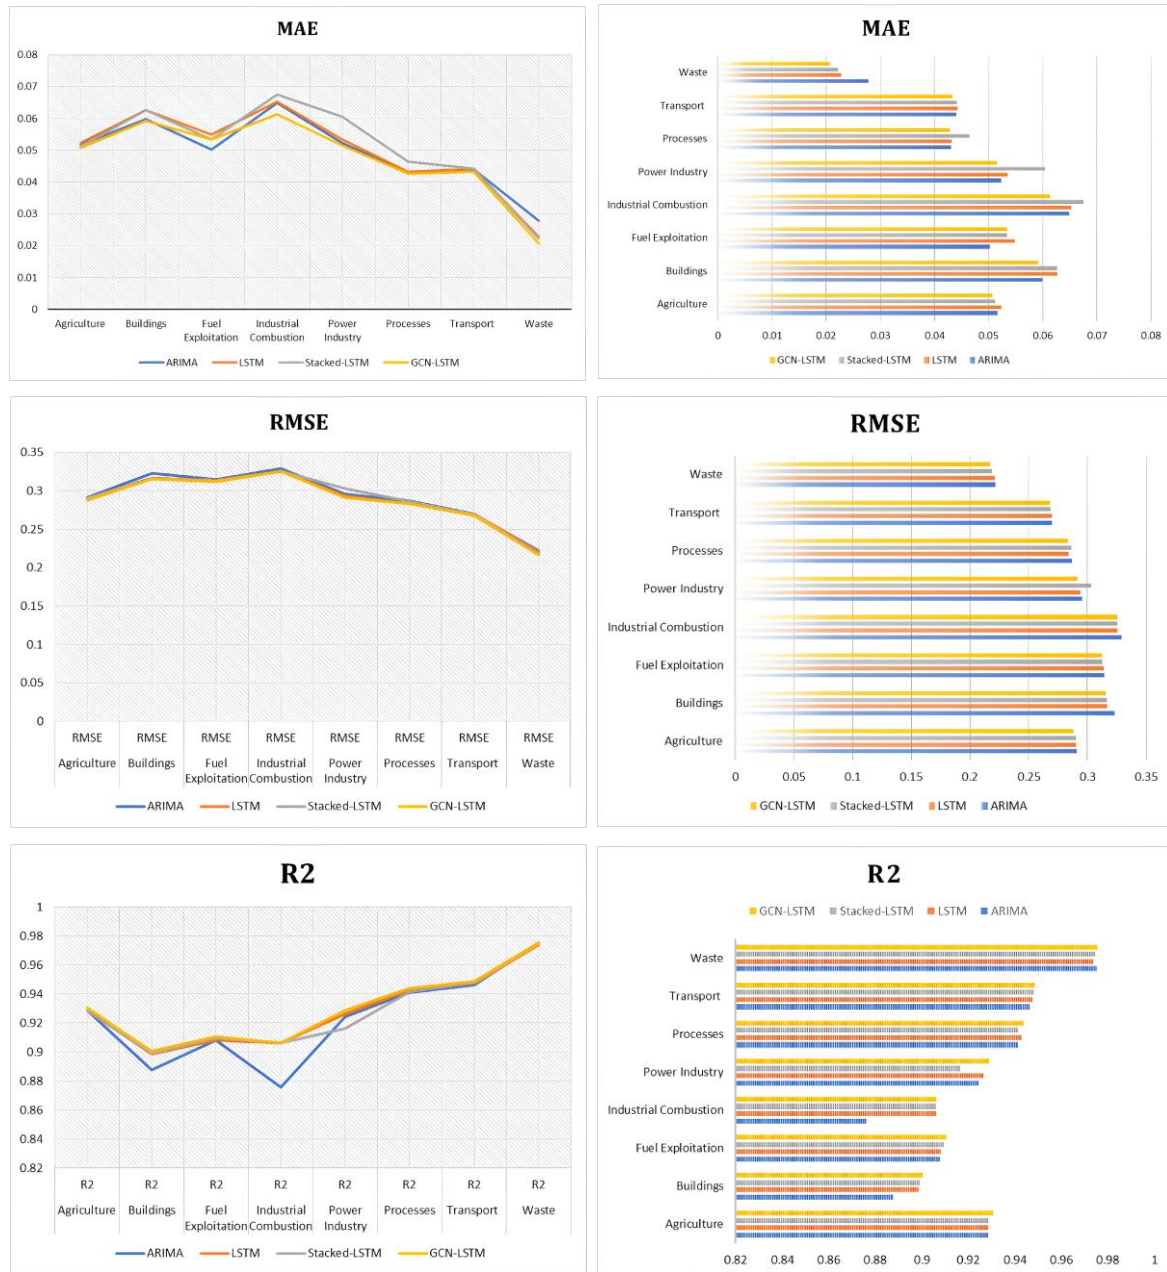 MAE
0.08
0.07
0.06
0.05
0.04
0.03
0.02
0.01
0
Agriculture Buildings Fuel Exploitation Industrial Combustion Power Industry Processes Transport Waste
ARIMA LSTM Stacked-LSTM GCN-LSTM
MAE
Waste
Transport
Processes
Power Industry
Industrial Combustion
Fuel Exploitation
Buildings
Agriculture
0 0.01 0.02 0.03 0.04 0.05 0.06 0.07 0.08
GCN-LSTM Stacked-LSTM LSTM ARIMA
RMSE
0.35
0.3
0.25
0.2
0.15
0.1
0.05
0
RMSE RMSE RMSE RMSE RMSE RMSE RMSE RMSE
Agriculture Buildings Fuel Exploitation Industrial Combustion Power Industry Processes Transport Waste
ARIMA LSTM Stacked-LSTM GCN-LSTM
RMSE
Waste
Transport
Processes
Power Industry
Industrial Combustion
Fuel Exploitation
Buildings
Agriculture
0 0.05 0.1 0.15 0.2 0.25 0.3 0.35
GCN-LSTM Stacked-LSTM LSTM ARIMA
R2
1
0.98
0.96
0.94
0.92
0.9
0.88
0.86
0.84
0.82
R2 R2 R2 R2 R2 R2 R2 R2
Agriculture Buildings Fuel Exploitation Industrial Combustion Power Industry Processes Transport Waste
ARIMA LSTM Stacked-LSTM GCN-LSTM
R2
GCN-LSTM Stacked-LSTM LSTM ARIMA
Waste
Transport
Processes
Power Industry
Industrial Combustion
Fuel Exploitation
Buildings
Agriculture
0.82 0.84 0.86 0.88 0.9 0.92 0.94 0.96 0.98 1